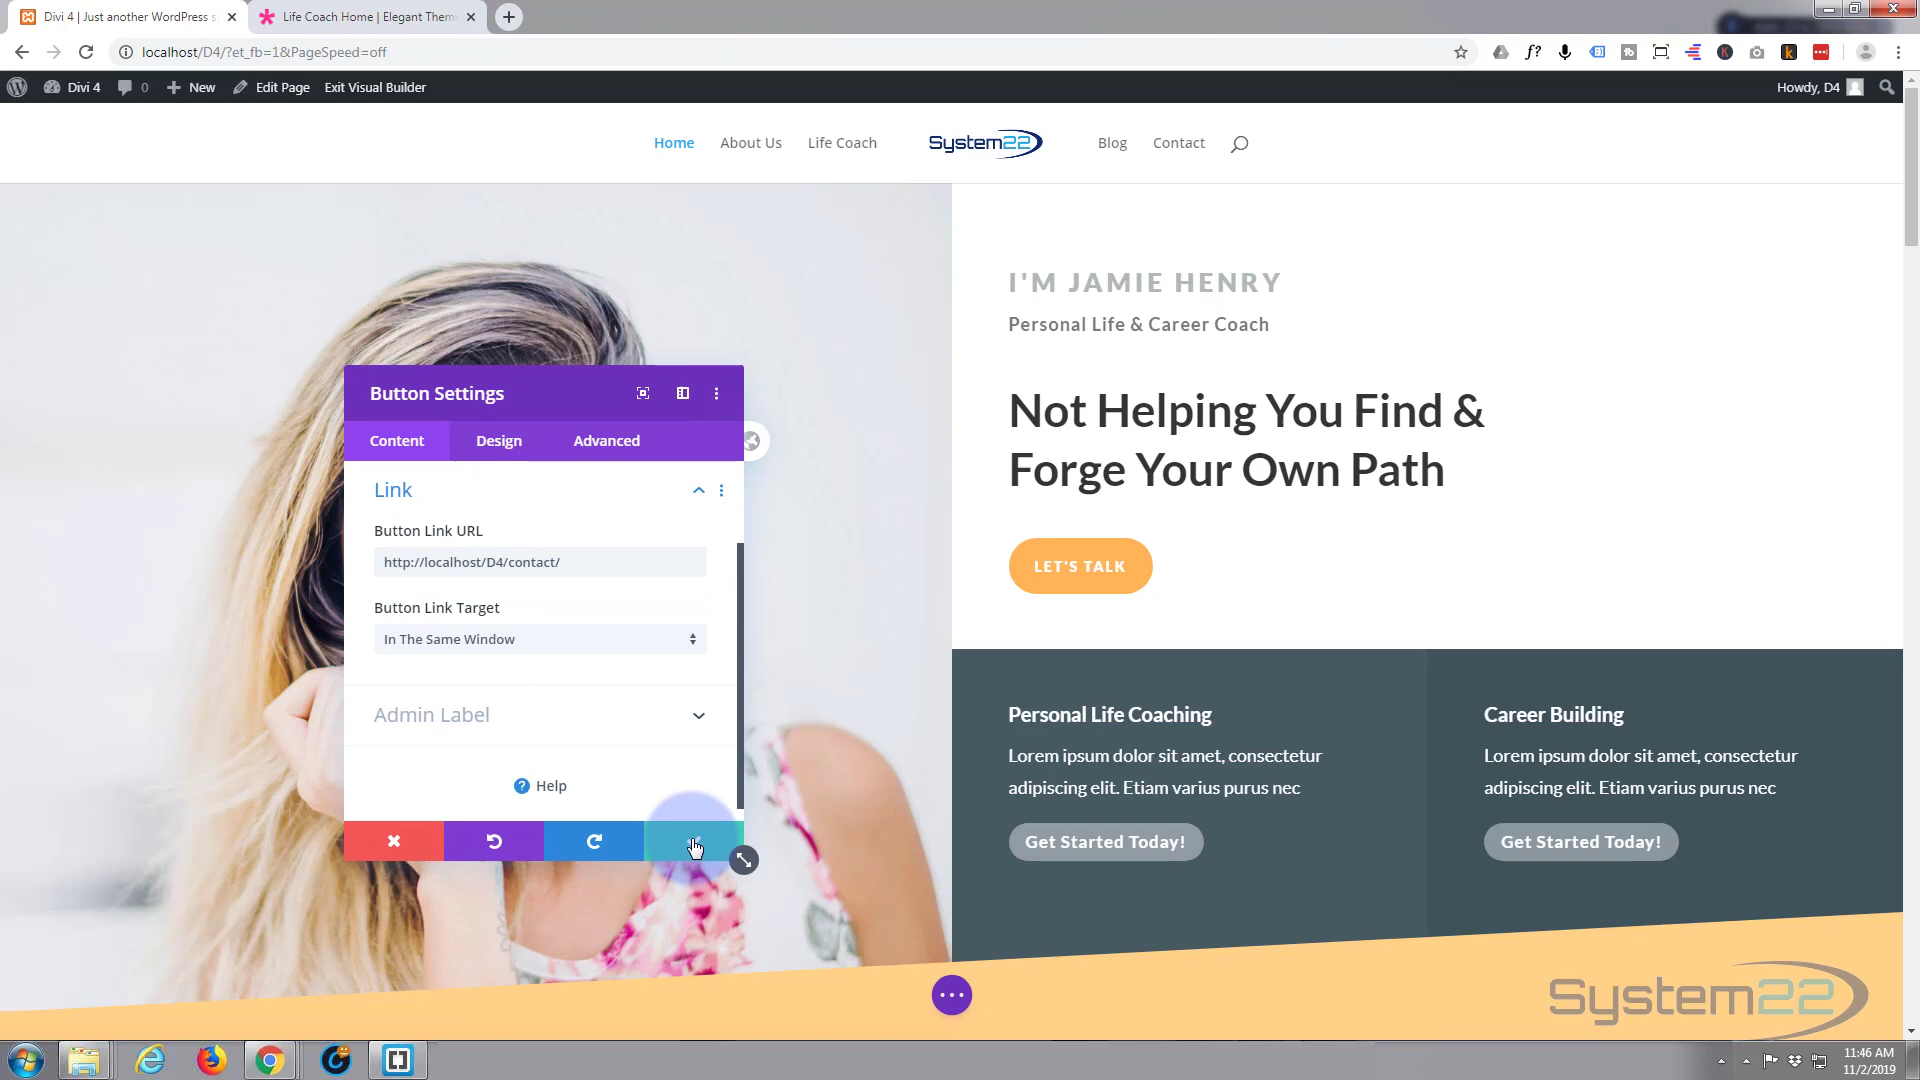 Divi 4 | Just another WordPress s
Life Coach Home | Elegant Them
localhost/D4/?et_fb=1&PageSpeed=off
Divi 4
0
New
Edit Page
Exit Visual Builder
Howdy, D4
Home
About Us
Life Coach
System22
Blog
Contact
I'M JAMIE HENRY
Personal Life & Career Coach
Not Helping You Find &
Forge Your Own Path
LET'S TALK
Button Settings
Content
Design
Advanced
Link
Button Link URL
http://localhost/D4/contact/
Button Link Target
In The Same Window
Admin Label
Help
Personal Life Coaching
Lorem ipsum dolor sit amet, consectetur
adipiscing elit. Etiam varius purus nec
Get Started Today!
Career Building
Lorem ipsum dolor sit amet, consectetur
adipiscing elit. Etiam varius purus nec
Get Started Today!
System22
11:46 AM
11/2/2019